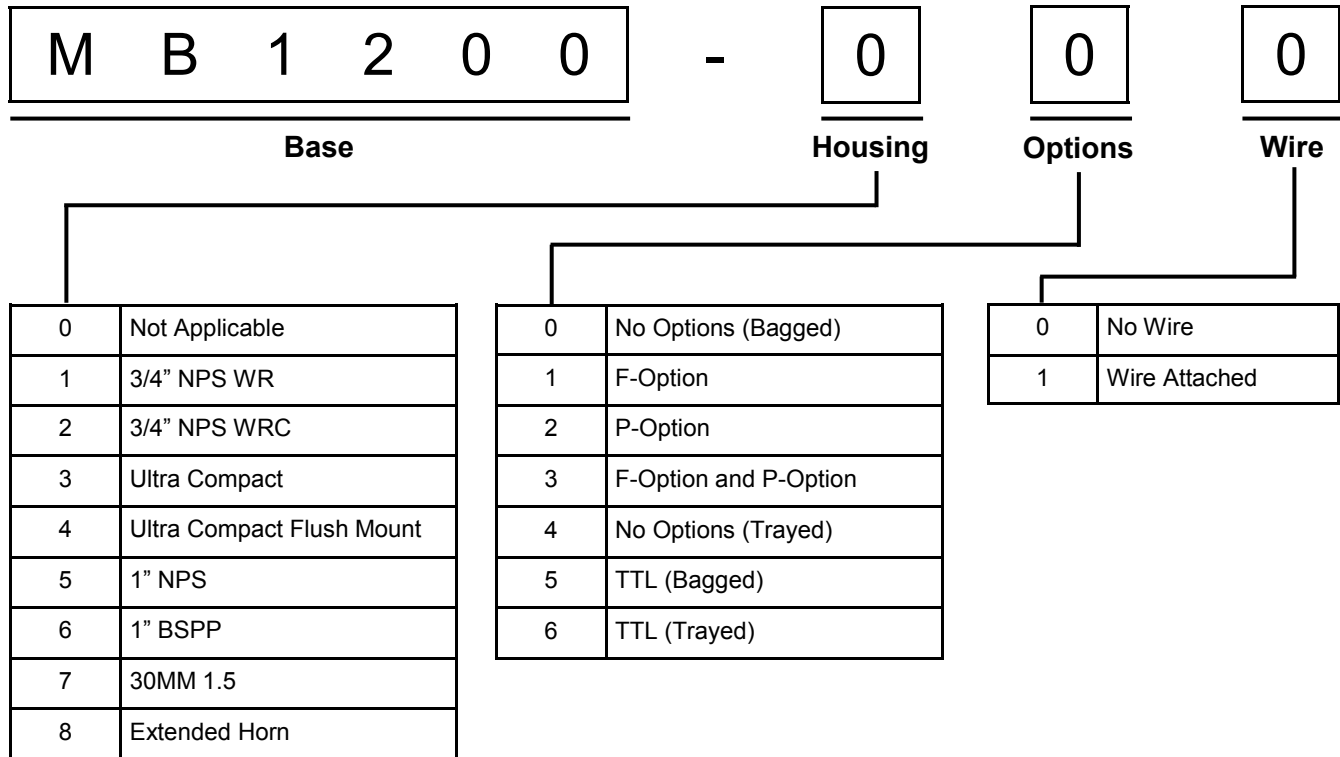 M B 1 2 0 0 - 0 0 0
Base Housing Options Wire
0 Not Applicable
1 3/4” NPS WR
2 3/4” NPS WRC
3 Ultra Compact
4 Ultra Compact Flush Mount
5 1” NPS
6 1” BSPP
7 30MM 1.5
8 Extended Horn
0 No Options (Bagged)
1 F-Option
2 P-Option
3 F-Option and P-Option
4 No Options (Trayed)
5 TTL (Bagged)
6 TTL (Trayed)
0 No Wire
1 Wire Attached